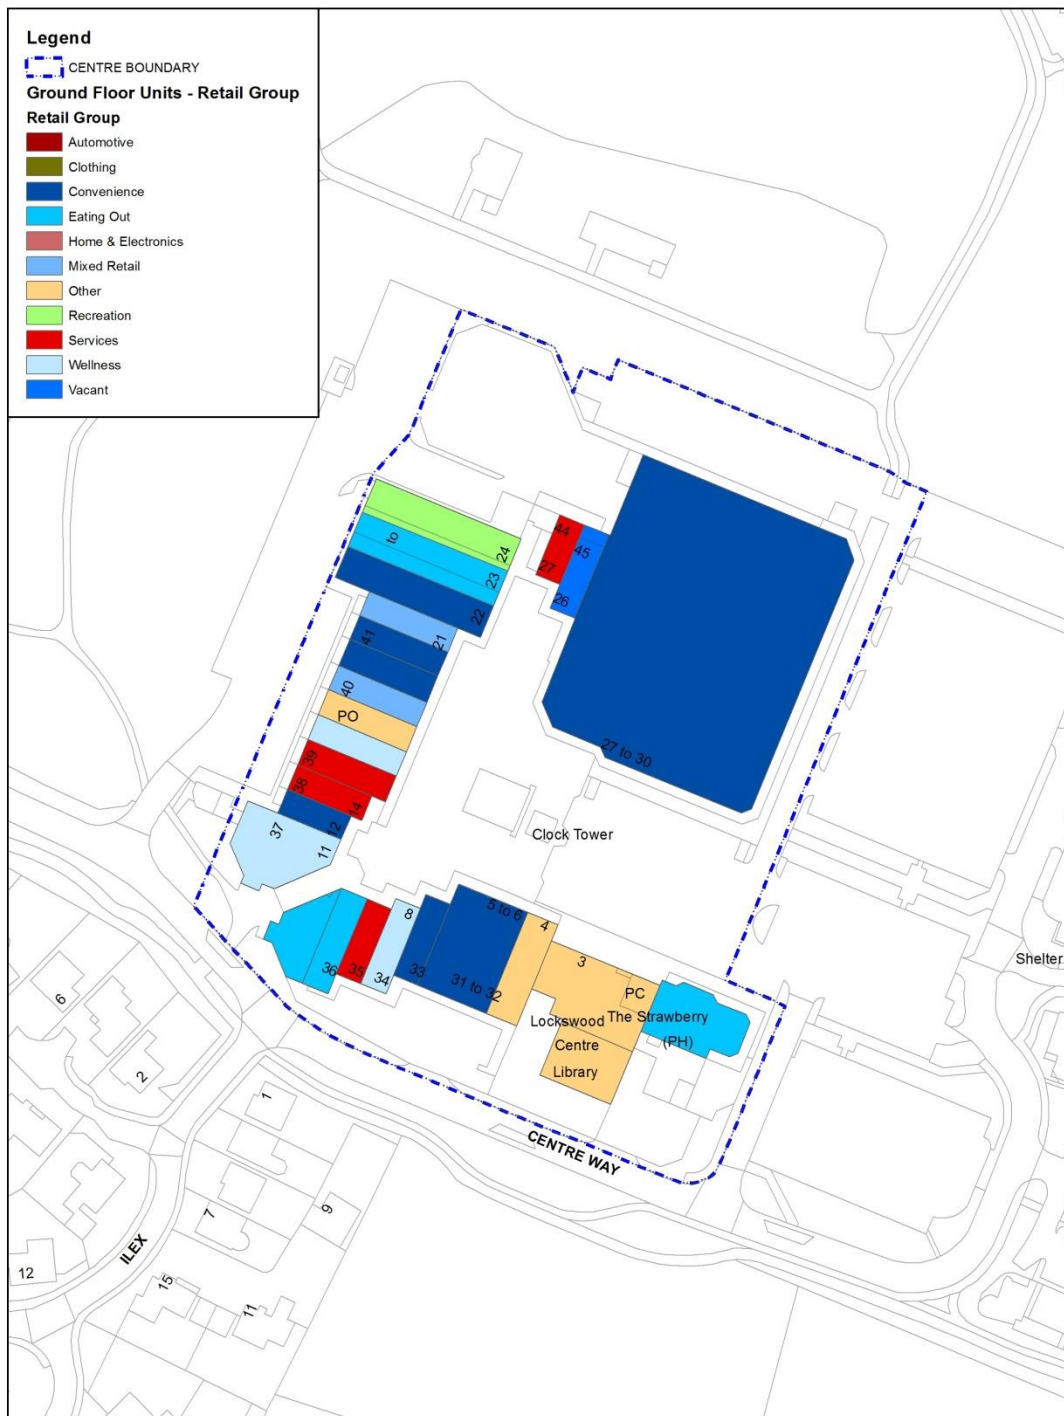 Legend
CENTRE BOUNDARY
Ground Floor Units - Retail Group
Retail Group
Automotive
Clothing
Convenience
Eating Out
Home & Electronics
Mixed Retail
Other
Recreation
Services
Wellness
Vacant
44
45
27
26
to
24
23
22
41
21
40
PO
39
38
14
37
12
11
27 to 30
Clock Tower
8
5 to 6
4
3
36
35
34
33
31 to 32
PC
Lockswood
Centre
Library
The Strawberry
(PH)
Shelter
CENTRE WAY
6
2
1
7
9
ILEX
12
15
11